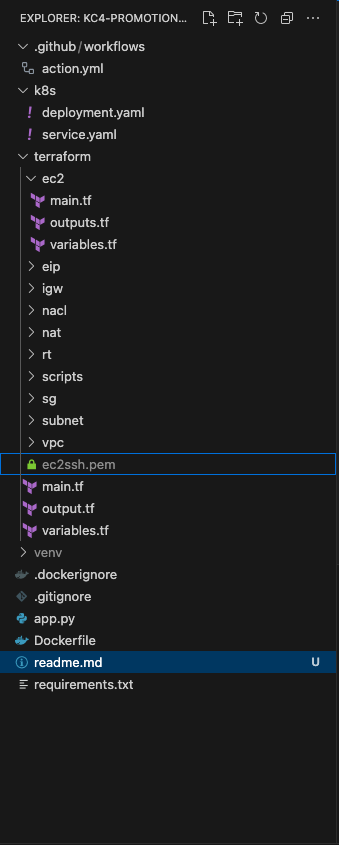 EXPLORER: KC4-PROMOTION...
.github/workflows
action.yml
k8s
! deployment.yaml
! service.yaml
terraform
ec2
main.tf
outputs.tf
variables.tf
eip
igw
nacl
nat
rt
scripts
sg
subnet
vpc
ec2ssh.pem
main.tf
output.tf
variables.tf
venv
.dockerignore
.gitignore
app.py
Dockerfile
readme.md U
requirements.txt